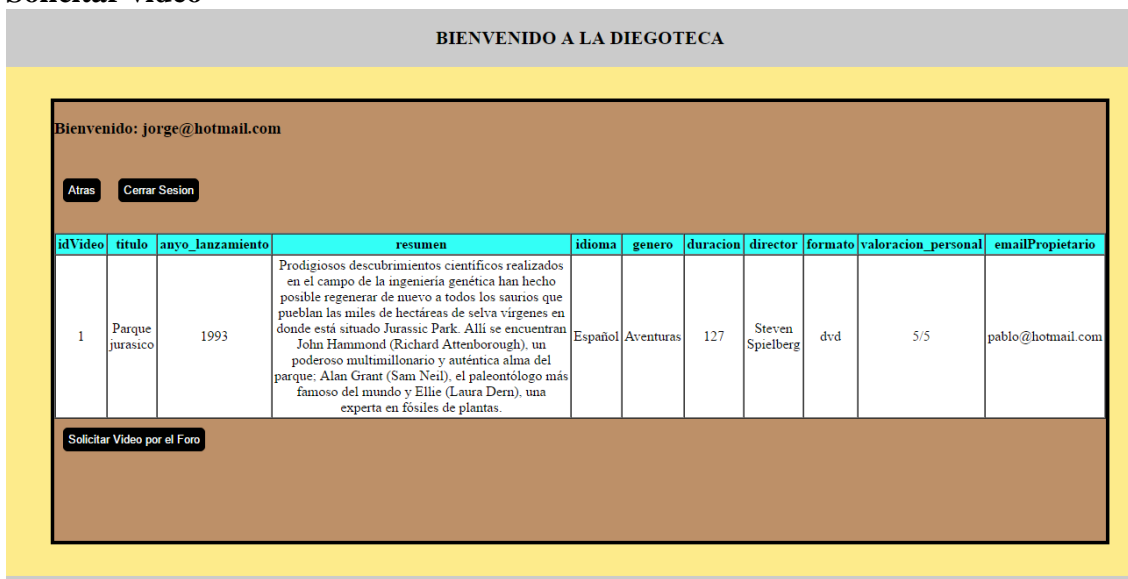 Solicitar video
BIENVENIDO A LA DIEGOTECA
Bienvenido: jorge@hotmail.com
Atras
Cerrar Sesion
idVideo titulo anyo_lanzamiento resumen idioma genero duracion director formato valoracion_personal emailPropietario
1
Parque
jurasico
1993
Prodigiosos descubrimientos científicos realizados
en el campo de la ingeniería genética han hecho
posible regenerar de nuevo a todos los saurios que
pueblan las miles de hectáreas de selva vírgenes en
donde está situado Jurassic Park. Allí se encuentran
John Hammond (Richard Attenborough), un
poderoso multimillonario y auténtica alma del
parque; Alan Grant (Sam Neil), el paleontólogo más
famoso del mundo y Ellie (Laura Dern), una
experta en fósiles de plantas.
Español
Aventuras
127
Steven
Spielberg
dvd
5/5
pablo@hotmail.com
Solicitar Video por el Foro